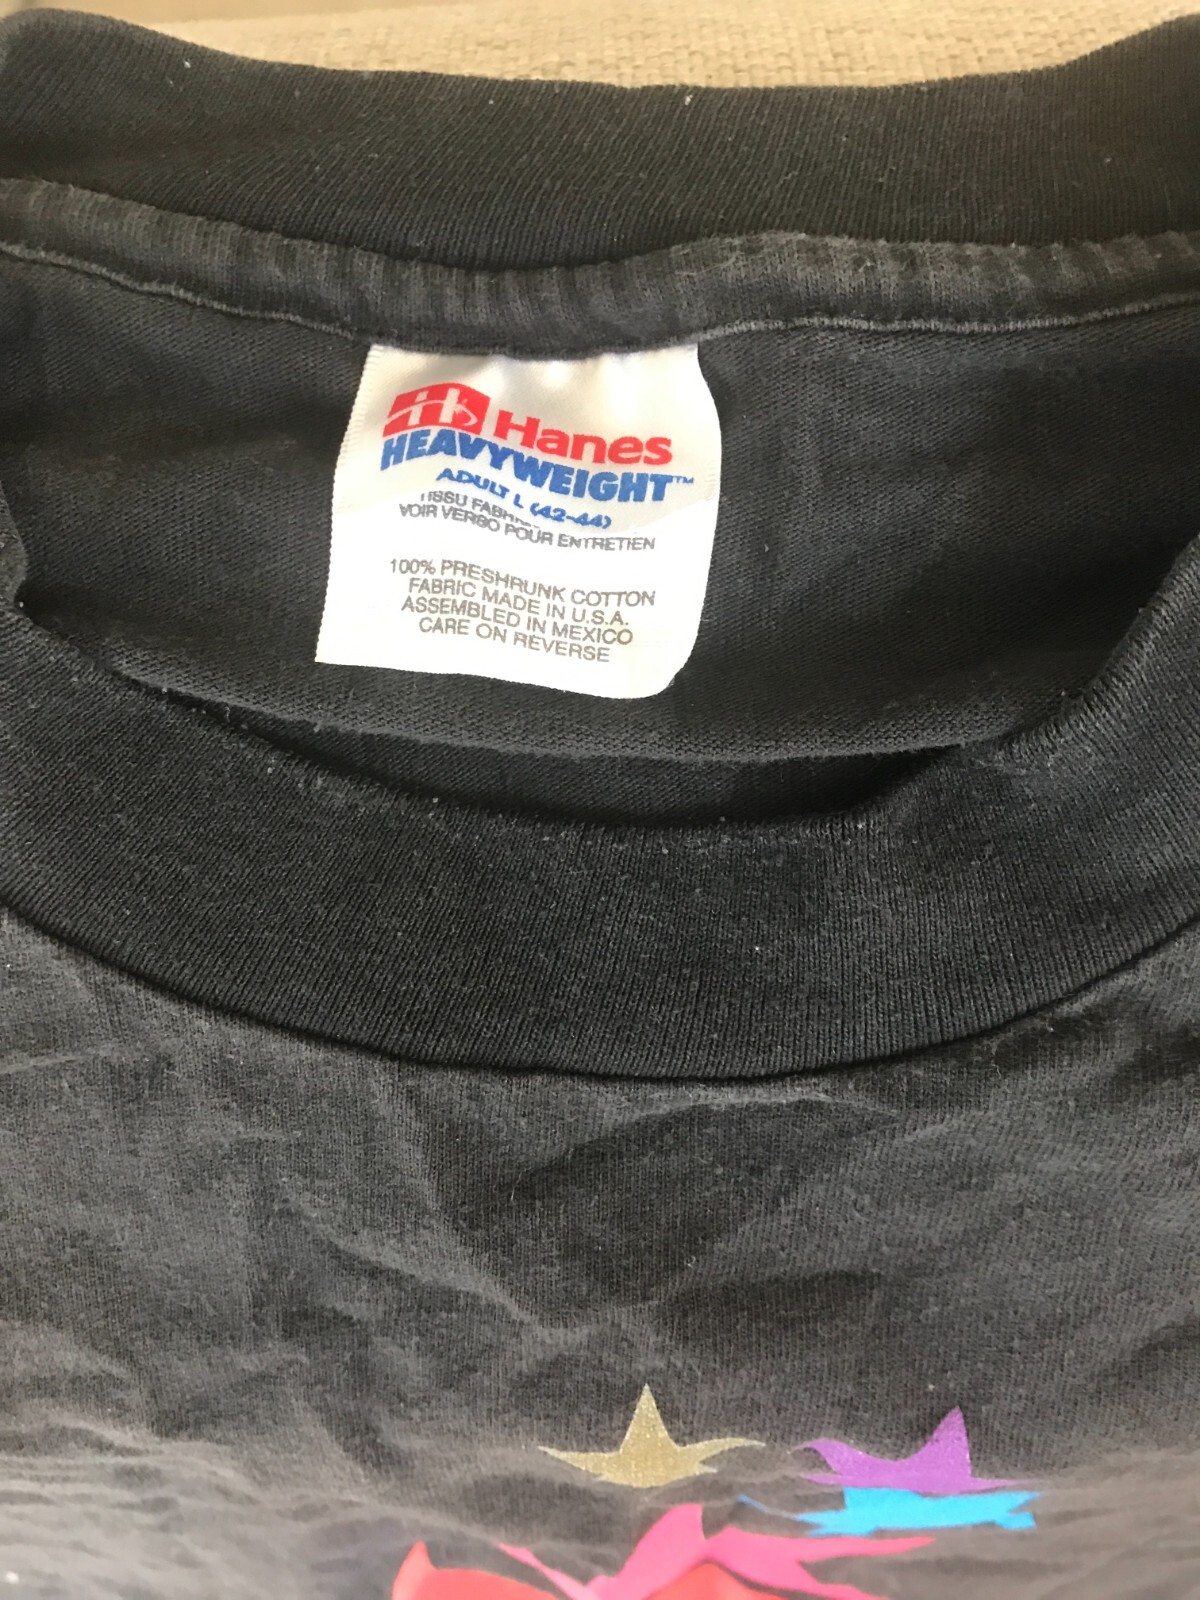 Hanes
HEAVYWEIGHT™
ADULT L (42-44)
VOIR VERSO POUR ENTRETIEN
100% PRESHRUNK COTTON
FABRIC MADE IN U.S.A.
ASSEMBLED IN MEXICO
CARE ON REVERSE